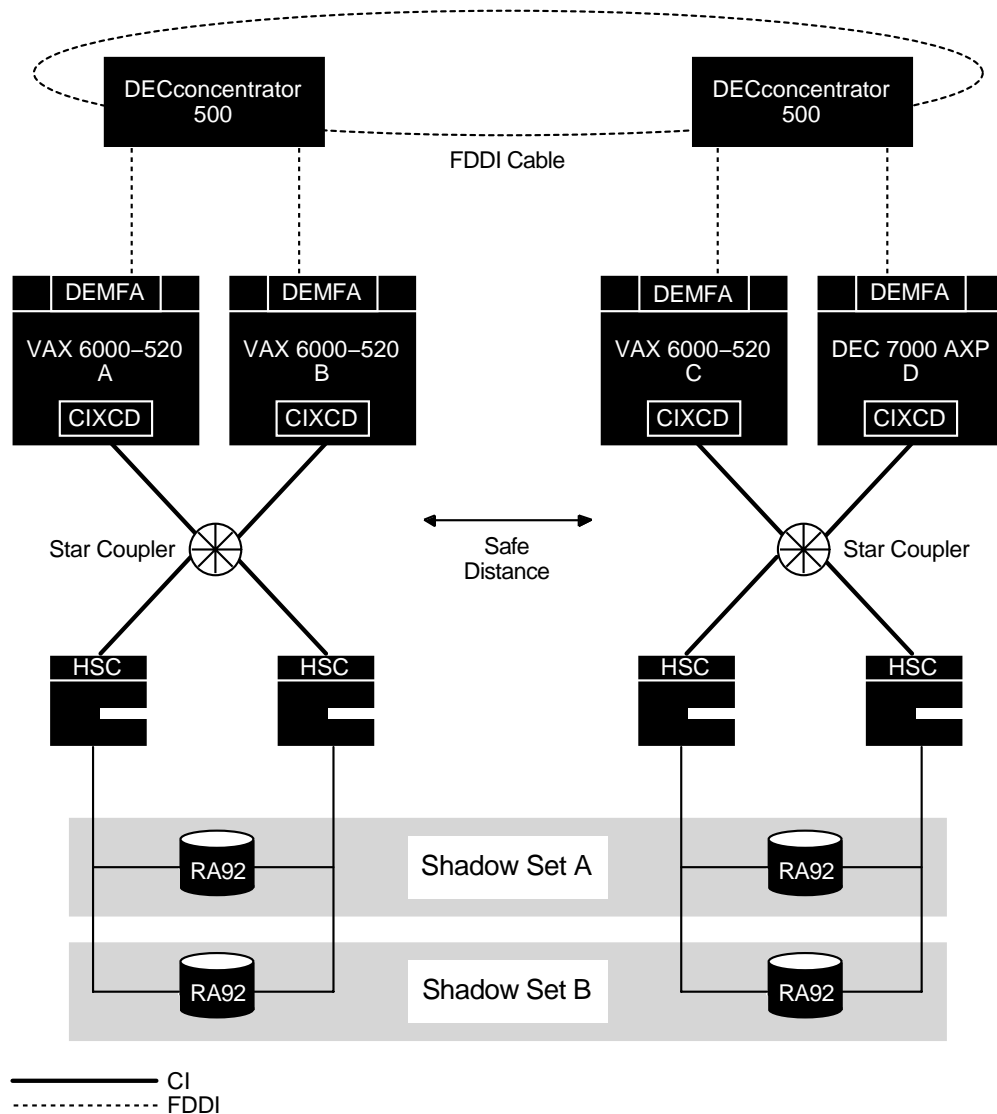 DECconcentrator
500
DECconcentrator
500
FDDI Cable
DEMFA
DEMFA
DEMFA
DEMFA
VAX 6000–520
A
VAX 6000–520
B
VAX 6000–520
C
DEC 7000 AXP
D
CIXCD
CIXCD
CIXCD
CIXCD
Star Coupler
Safe
Distance
Star Coupler
HSC
HSC
HSC
HSC
RA92
Shadow Set A
RA92
RA92
Shadow Set B
RA92
CI
FDDI